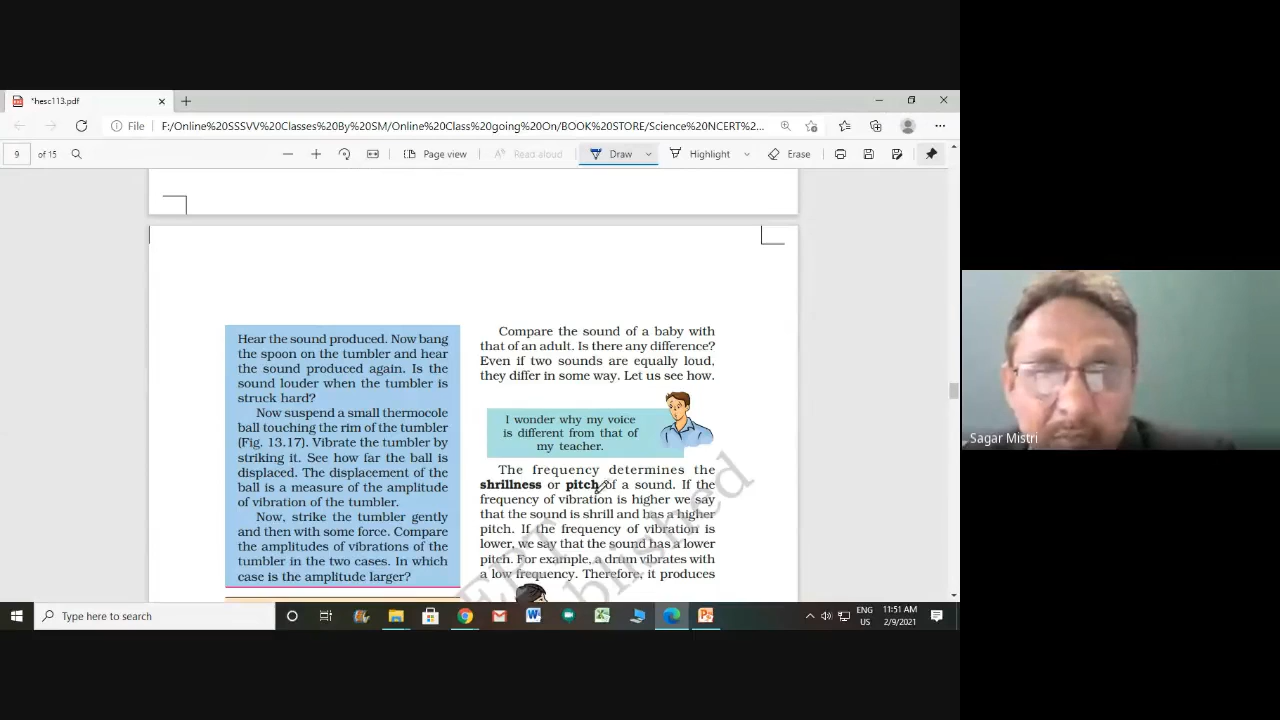 *hesc113.pdf
File
F:/Online%20SSSVV%20Classes%20By%20SM/Online%20Class%20going%20On/BOOK%20STORE/Science%20NCERT%2...
9 of 15
Page view
Read aloud
Draw
Highlight
Erase
Hear the sound produced. Now bang
the spoon on the tumbler and hear
the sound produced again. Is the
sound louder when the tumbler is
struck hard?
Now suspend a small thermocole
ball touching the rim of the tumbler
(Fig. 13.17). Vibrate the tumbler by
striking it. See how far the ball is
displaced. The displacement of the
ball is a measure of the amplitude
of vibration of the tumbler.
Now, strike the tumbler gently
and then with some force. Compare
the amplitudes of vibrations of the
tumbler in the two cases. In which
case is the amplitude larger?
Compare the sound of a baby with
that of an adult. Is there any difference?
Even if two sounds are equally loud,
they differ in some way. Let us see how.
I wonder why my voice
is different from that of
my teacher.
The frequency determines the
shrillness or pitch of a sound. If the
frequency of vibration is higher we say
that the sound is shrill and has a higher
pitch. If the frequency of vibration is
lower, we say that the sound has a lower
pitch. For example, a drum vibrates with
a low frequency. Therefore, it produces
Sagar Mistri
Type here to search
ENG
US
11:51 AM
2/9/2021